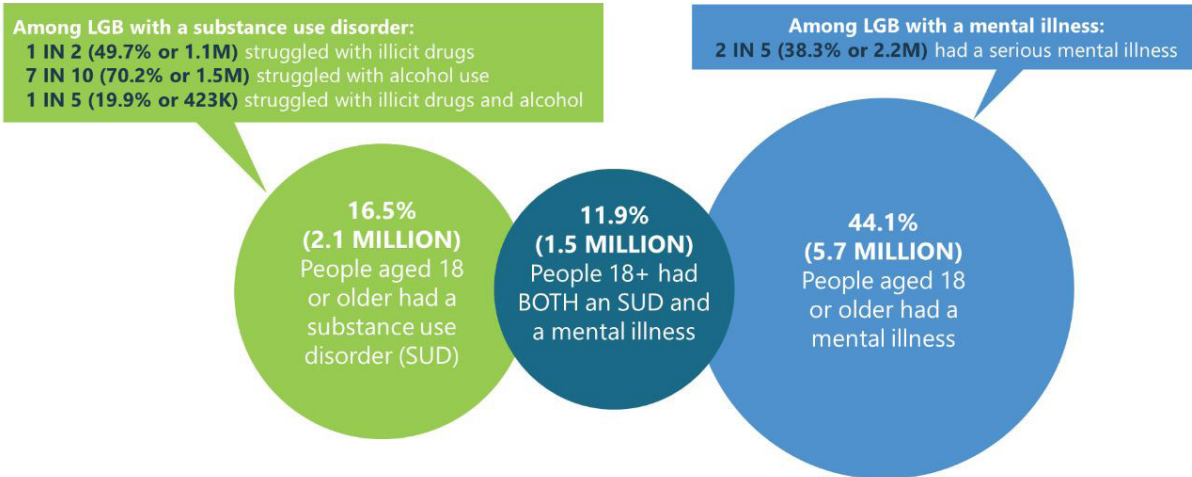 Among LGB with a substance use disorder:
1 IN 2 (49.7% or 1.1M) struggled with illicit drugs
7 IN 10 (70.2% or 1.5M) struggled with alcohol use
1 IN 5 (19.9% or 423K) struggled with illicit drugs and alcohol
Among LGB with a mental illness:
2 IN 5 (38.3% or 2.2M) had a serious mental illness
16.5%
(2.1 MILLION)
People aged 18
or older had a
substance use
disorder (SUD)
11.9%
(1.5 MILLION)
People 18+ had
BOTH an SUD and
a mental illness
44.1%
(5.7 MILLION)
People aged 18
or older had a
mental illness